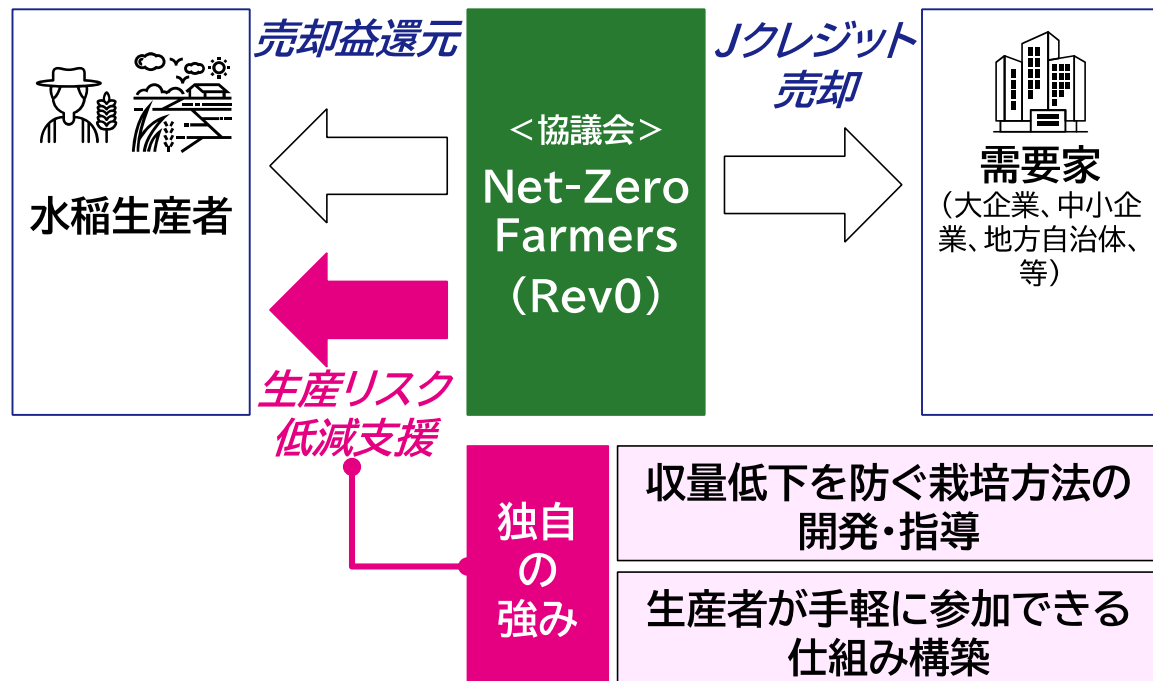 売却益還元
Jクレジット
売却
水稲生産者
＜協議会＞
Net-Zero
Farmers
（Rev0）
需要家
（大企業、中小企
業、地方自治体、
等）
生産リスク
低減支援
独自
の
強み
収量低下を防ぐ栽培方法の
開発・指導
生産者が手軽に参加できる
仕組み構築